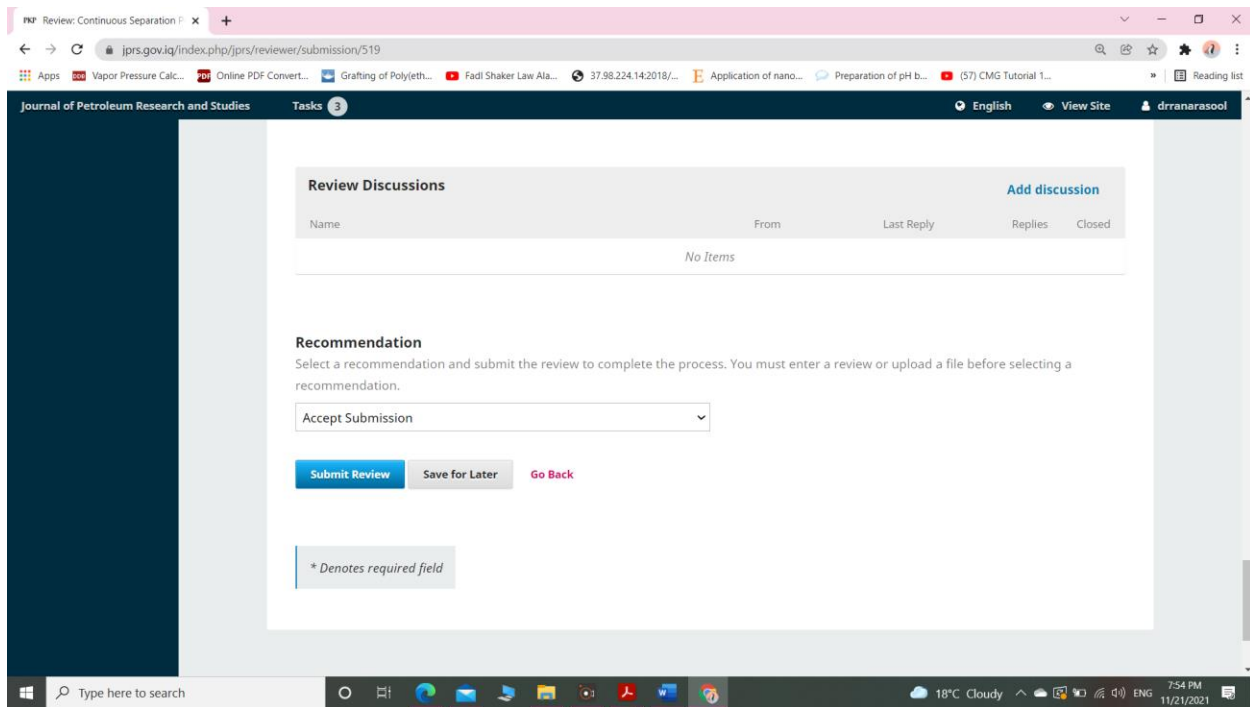 PKP Review: Continuous Separation P
jprs.gov.iq/index.php/jprs/reviewer/submission/519
Apps Vapor Pressure Calc... Online PDF Convert... Grafting of Poly(eth... Fadl Shaker Law Ala... 37.98.224.14:2018/... Application of nano... Preparation of pH b... (57) CMG Tutorial 1... » Reading list
Journal of Petroleum Research and Studies Tasks 3 English View Site drranarasool
Review Discussions Add discussion
Name From Last Reply Replies Closed
No Items
Recommendation
Select a recommendation and submit the review to complete the process. You must enter a review or upload a file before selecting a
recommendation.
Accept Submission
Submit Review Save for Later Go Back
* Denotes required field
Type here to search 18°C Cloudy ENG 7:54 PM
11/21/2021